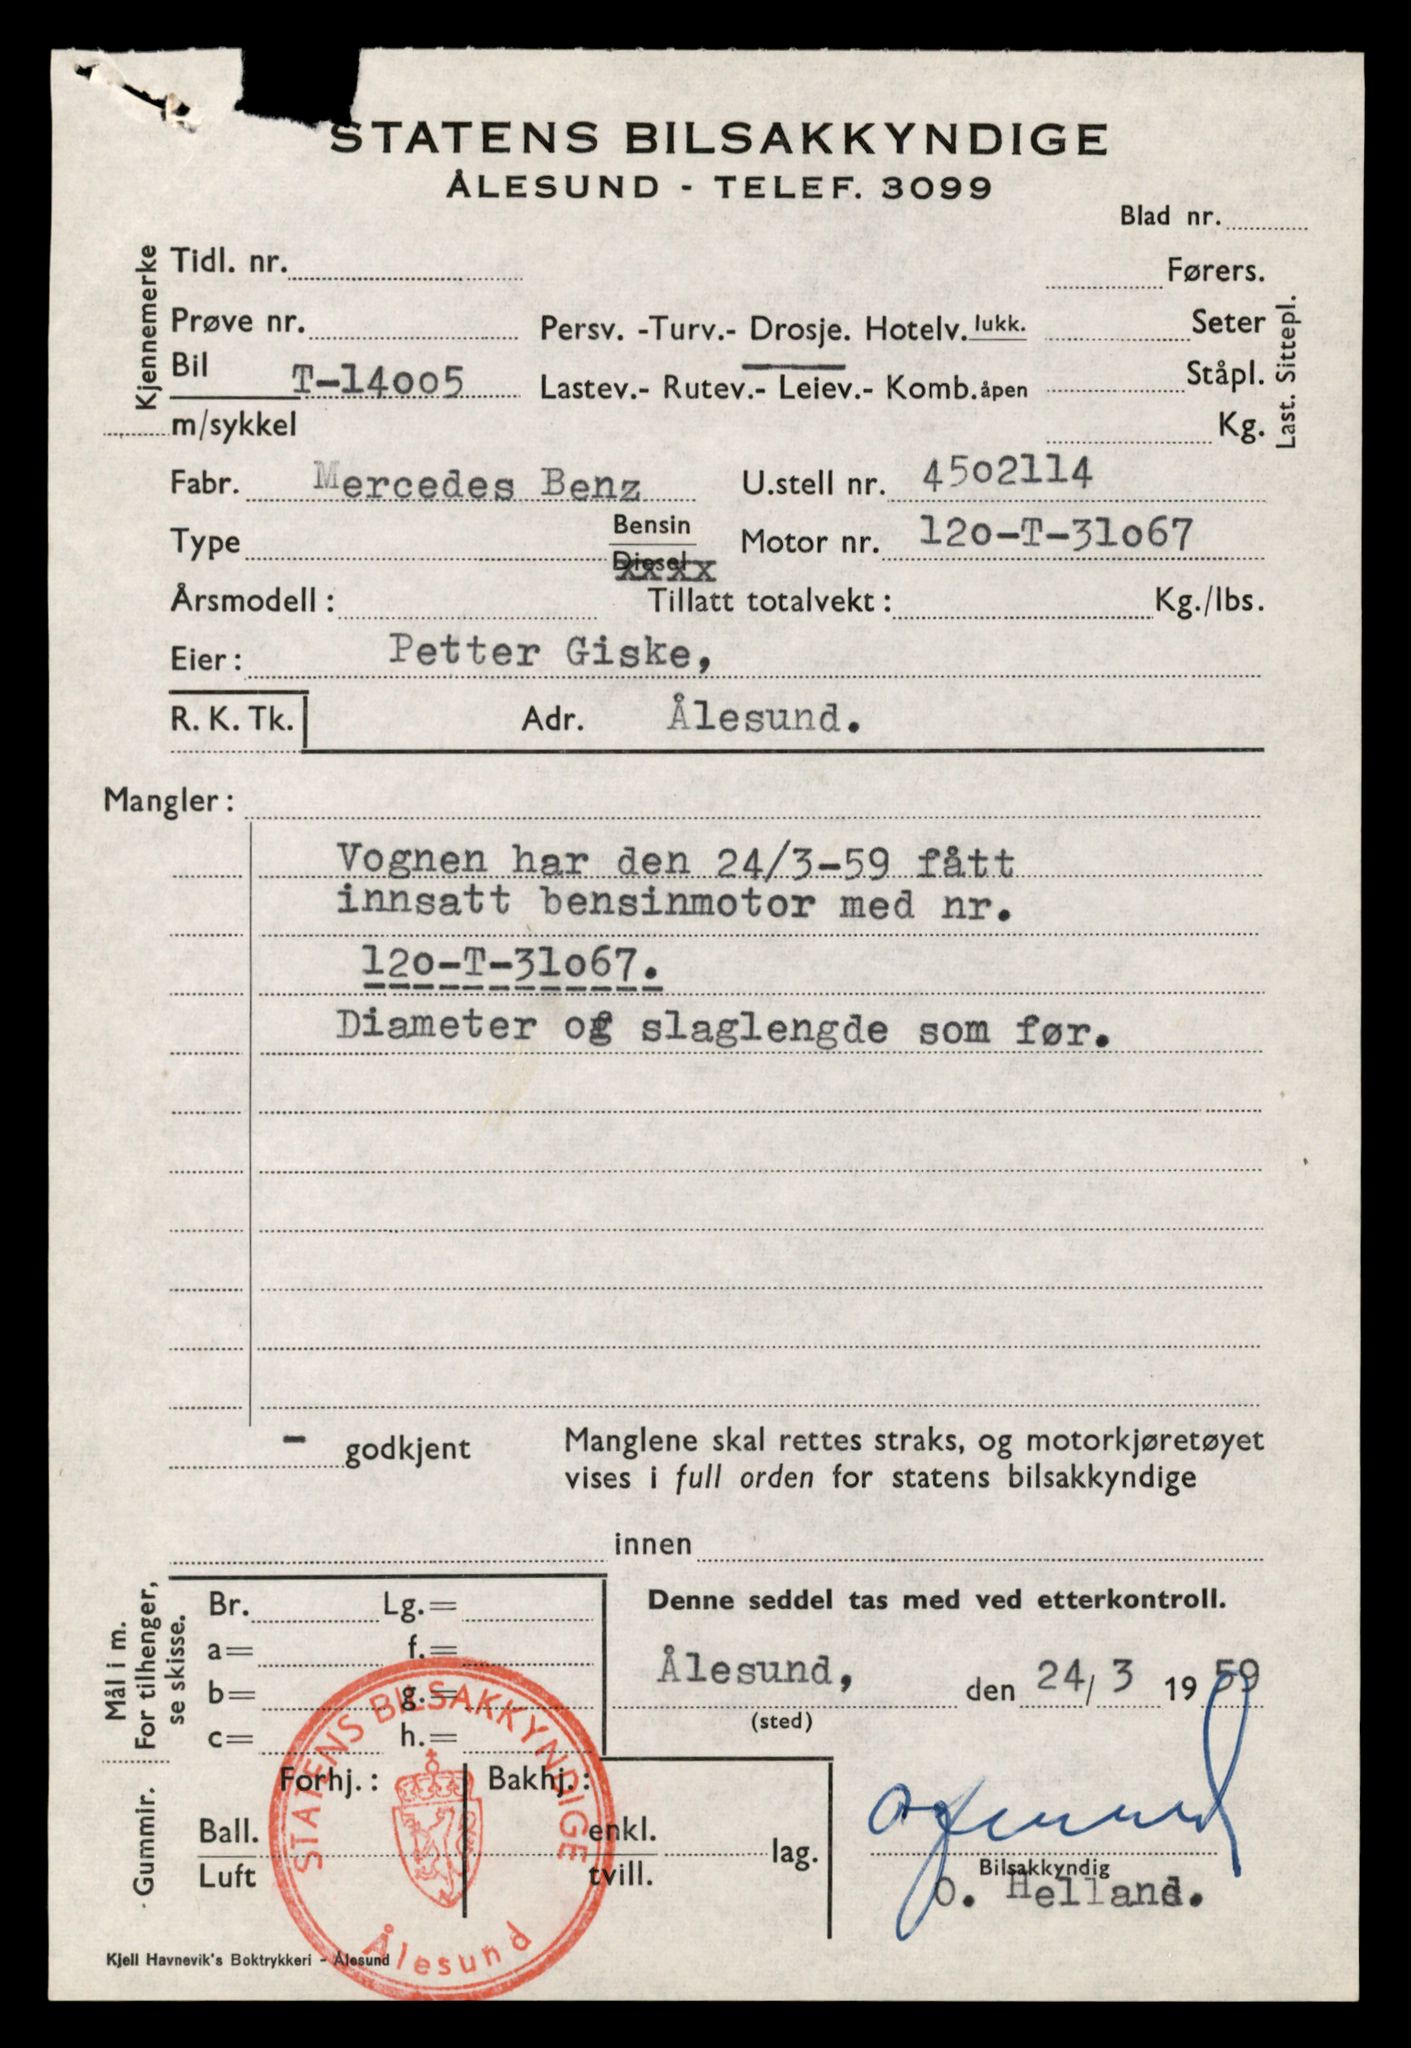 STATENS BILSAKKYNDIGE
ÅLESUND - TELEF. 3099
Blad nr.
Kjennemerke
Tidl. nr.
Førers.
Prøve nr.
Persv. -Turv.- Drosje. Hotelv. lukk.
Seter
Bil T-14005
Lastev.- Rutev.- Leiev.- Komb. åpen
Ståpl.
m/sykkel
Kg.
Last. Sittepl.
Fabr. Mercedes Benz U.stell nr. 4502114
Type Bensin Motor nr. 120-T-31067
Diesel
Årsmodell: Tillatt totalvekt: Kg./lbs.
Eier: Petter Giske,
R. K. Tk. Adr. Ålesund.
Mangler:
Vognen har den 24/3-59 fått
innsatt bensinmotor med nr.
120-T-31067.
Diameter og slaglengde som før.
- godkjent
Manglene skal rettes straks, og motorkjøretøyet
vises i full orden for statens bilsakkyndige
innen
Mål i m.
For tilhenger,
se skisse.
Br. Lg.=
a= f.=
b= g.=
c= h.=
Denne seddel tas med ved etterkontroll.
Ålesund, den 24/3 1959
(sted)
Gummir.
Forhj.: Bakhj.:
Ball. enkl. lag.
Luft tvill.
STATENS BILSAKKYNDIGE
Ålesund
Bilsakkyndig
O. Helland.
Kjell Havnevik's Boktrykkeri - Ålesund